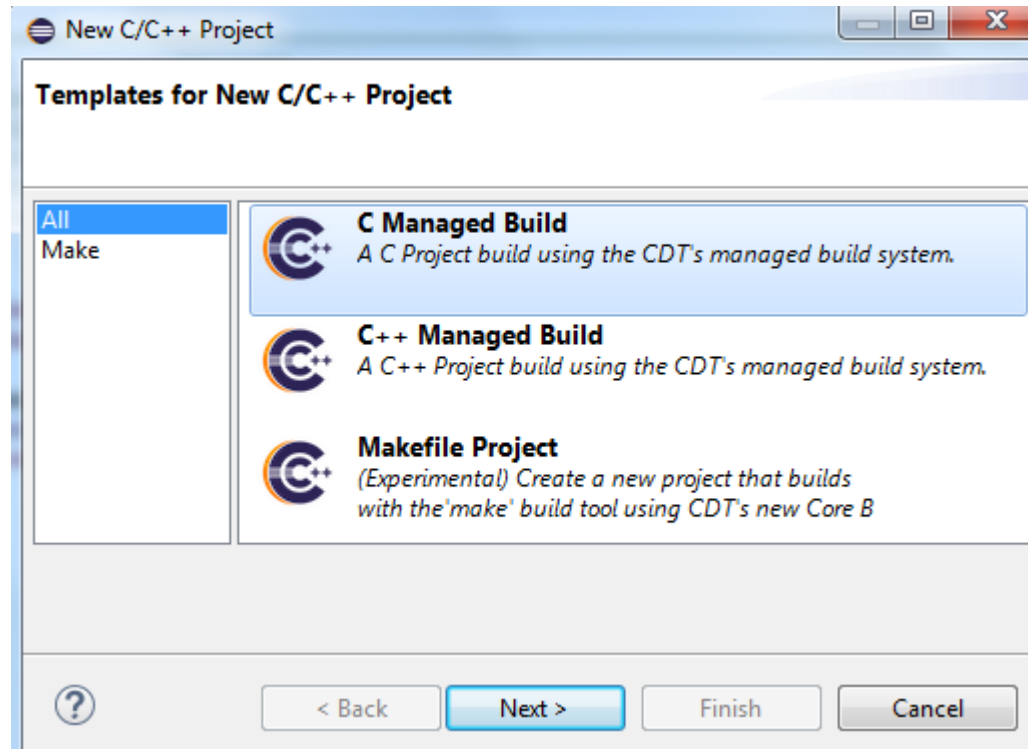 New C/C++ Project
Templates for New C/C++ Project
All
Make
C Managed Build
A C Project build using the CDT's managed build system.
C++ Managed Build
A C++ Project build using the CDT's managed build system.
Makefile Project
(Experimental) Create a new project that builds
with the'make' build tool using CDT's new Core B
< Back
Next >
Finish
Cancel